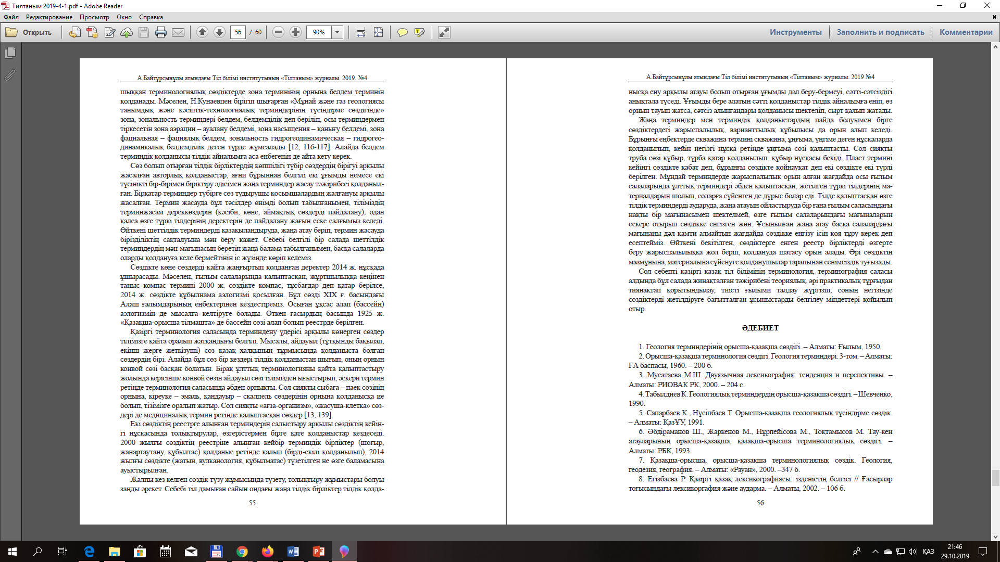 Тилтаным 2019-4-1.pdf - Adobe Reader
Файл Редактирование Просмотр Окно Справка
Открыть 56 / 60 90% Инструменты Заполнить и подписать Комментарии
А.Байтұрсынұлы атындағы Тіл білімі институтының «Тілтаным» журналы. 2019. №4
шыққан терминологиялық сөздіктерде зона терминінің орнына белдем терминін
қолданады. Мәселен, Н.Кунаевпен бірігіп шығарған «Мұнай және газ геологиясы
танымдық және кәсіптік-технологиялық терминдерінің түсіндірме сөздігінде»
зона, зональность терминдері белдем, белдемділік деп беріліп, осы терминдермен
тіркесетін зона аэрации – ауалану белдемі, зона насыщения – қанығу белдемі, зона
фациальная – фациялық белдем, зональность гидрогеодинамическая – гидрогео-
динамикалық белдемділік деген түрде жұмсалады [12, 116-117]. Алайда белдем
терминдік қолданысы тілдік айналымға аса енбегенін де айта кету керек.
Сөз болып отырған тілдік бірліктердің көпшілігі түбір сөздердің бірігуі арқылы
жасалған авторлық қолданыстар, яғни бұрыннан белгілі екі ұғымды немесе екі
түсінікті бір-бірімен біріктіру әдісімен жаңа терминдер жасау тәжірибесі қолданыл-
ған. Бірқатар терминдер түбірге сөз тудырушы қосымшалардың жалғануы арқылы
жасалған. Термин жасауда бұл тәсілдер өнімді болып табылғанымен, тіліміздің
терминжасам дереккөздерін (кәсіби, көне, аймақтық сөздерді пайдалану), одан
қалса өзге түркі тілдерінің деректерін де пайдалану жағын еске салғымыз келеді.
Өйткені шеттілдік терминдерді қазақыландыруда, жаңа атау беріп, термин жасауда
бірізділіктің сақталуына мән беру қажет. Себебі белгілі бір салада шеттілдік
терминдердің мән-мағынасын беретін жаңа балама табылғанымен, басқа салаларда
оларды қолдануға келе бермейтінін іс жүзінде көріп келеміз.
Сөздікте көне сөздерді қайта жаңғыртып қолданған деректер 2014 ж. нұсқада
ұшырасады. Мәселен, ғылым салаларында қалыптасқан, жұртшылыққа кеңінен
таныс компас термині 2000 ж. сөздікте компас, тұсбағдар деп қатар берілсе,
2014 ж. сөздікте құбылнама аэлогизмі қосылған. Бұл сөзді XIX ғ. басындағы
Алаш ғалымдарының еңбектерінен кездестіреміз. Осыған ұқсас алап (бассейн)
аэлогизмін де мысалға келтіруге болады. Өткен ғасырдың басында 1925 ж.
«Қазақша-орысша тілмашта» де бассейн сөзі алап болып реестрде берілген.
Қазіргі терминология саласында терминдену үдерісі арқылы көнерген сөздер
тілімізге қайта оралып жатқандығы белгілі. Мысалы, айдауыл (тұтқынды бақылап,
екінш жерге жеткізуші) сөз қазақ халқының тұрмысында қолданыста болған
сөздердің бірі. Алайда бұл сөз бір кездері тілдік қолданыстан шығып, оның орнын
конвой сөзі басқан болатын. Бірақ ұлттық терминологияны қайта қалыптастыру
жолында керісінше конвой сөзін айдауыл сөзі тілімізден ығыстырып, әскери термин
ретінде терминология саласында әбден орнықты. Сол сияқты сыбаға – паек сөзінің
орнына, кіреуке – эмаль, қандауыр – скалпель сөздерінің орнына қолданысқа ие
болып, тізімізге оралып жатыр. Сол сияқты «ағза-организм», «жасуша-клетка» сөз-
дері де медициналық термин ретінде қалыптасқан сөздер [13, 139].
Екі сөздіктің реестрге алынған терминдерін салыстыру арқылы сөздіктің кейін-
гі нұсқасында толықтырулар, өзгерістермен бірге қате қолданыстар кездеседі.
2000 жылғы сөздіктің реестріне алынған кейбір терминдік бірліктер (шоғыр,
жанартаутану, құбылтас) қолданыс ретінде қалып (бірді-екілі қолданылып), 2014
жылғы сөздікте (жатын, вулканология, құбылматас) түзетілген не өзге баламасына
ауыстырылған.
Жалпы кез келген сөздік түзу жұмысында түзету, толықтыру жұмыстары болуы
заңды әрекет. Себебі тіл дамыған сайын ондағы жаңа тілдік бірліктер тілдік қолда-
55
А.Байтұрсынұлы атындағы Тіл білімі институтының «Тілтаным» журналы. 2019 №4
нысқа ену арқылы атауы болып отырған ұғымды дәл беру-бермеуі, сәтті-сәтсіздігі
анықтала түседі. Ұғымды бере алатын сәтті қолданыстар тілдік айналымға еніп, өз
орнын тауып жатса, сәтсіз алынғандары қолданысы шектеліп, сырт қалып жатады.
Жаңа терминдер мен терминдік қолданыстардың пайда болуымен бірге
сөздіктердегі жарыспалылық, варианттылық құбылысы да орын алып келеді.
Бұрынғы еңбектерде скважина термині скважина, ұңғыма, үңгіме деген нұсқаларда
қолданылып, кейін негізгі нұсқа ретінде ұңғыма сөзі қалыптасты. Сол сияқты
труба сөзі құбыр, тұрба қатар қолданылып, құбыр нұсқасы бекіді. Пласт термині
кейінгі сөздікте қабат деп, бұрынғы сөздікте қойнауқат деп екі сөздікте екі түрлі
берілген. Мұндай терминдерде жарыспалылық орын алған жағдайда осы ғылым
салаларында ұлттық терминдері әбден қалыптасқан, жетілген түркі тілдерінің ма-
териалдарын шолып, соларға сүйенген де дұрыс болар еді. Тілде қалыптасқан өзге
тілдік терминдерді аударуда, жаңа атауын ойластыруда бір ғана ғылым саласындағы
нақты бір мағынасымен шектелмей, өзге ғылым салаларындағы мағыналарын
ескере отырып сөздікке енгізген жөн. Ұсынылған жаңа атау басқа салалардағы
мағынаны дәл қамти алмайтын жағдайда сөздікке енгізу ісін қоя тұру керек деп
есептейміз. Өйткені бекітілген, сөздіктерге енген реестр бірліктерді өзгерте
беру жарыспалылыққа жол беріп, қолдануда шатасу орын алады. Әрі сөздіктің
мазмұнына, материалына сүйенуге қолданушылар тарапынан сенімсіздік туғызады.
Сол себепті қазіргі қазақ тіл білімінің терминология, терминография саласы
алдында бұл салада жинақталған тәжірибені теориялық, әрі практикалық тұрғыдан
тиянақтап қорытындылау, тиісті ғылыми талдау жүргізіп, соның негізінде
сөздіктерді жетілдіруге бағытталған ұсыныстарды белгілеу міндеттері қойылып
отыр.
ӘДЕБИЕТ
1. Геология терминдерінің орысша-қазақша сөздігі. – Алматы: Ғылым, 1950.
2. Орысша-қазақша терминология сөздігі. Геология терминдері. 3-том. – Алматы:
ҒА баспасы, 1960. – 200 б.
3. Мусатаева М.Ш. Двуязычная лексикография: тенденция и перспективы. –
Алматы: РИОВАК РК, 2000. – 204 с.
4. Табылдиев К. Геологиялық терминдердің орысша-қазақша сөздігі. – Шевченко,
1990.
5. Сапарбаев К., Нүсіпбаев Т. Орысша-қазақша геологиялық түсіндірме сөздік.
– Алматы: ҚазҰУ, 1991.
6. Әбдіраманов Ш., Жаркенов М., Нұрпейісова М., Тоқтамысов М. Тау-кен
атауларының орысша-қазақша, қазақша-орысша терминологиялық сөздігі. –
Алматы: РБК, 1993.
7. Қазақша-орысша, орысша-қазақша терминологиялық сөздік. Геология,
геодезия, география. – Алматы: «Рауан», 2000. –347 б.
8. Егізбаева Р. Қазіргі қазақ лексикографиясы: ізденістің белгісі // Ғасырлар
тоғысындағы лексикоргафия және аударма. – Алматы, 2002. – 106 б.
56
ҚАЗ
21:46
29.10.2019